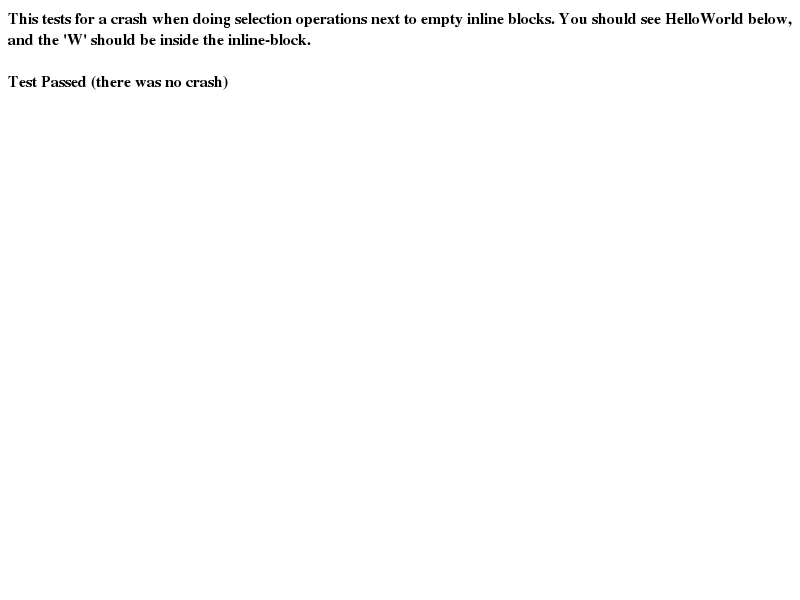 This tests for a crash when doing selection operations next to empty inline blocks. You should see HelloWorld below,
and the 'W' should be inside the inline-block.
Test Passed (there was no crash)